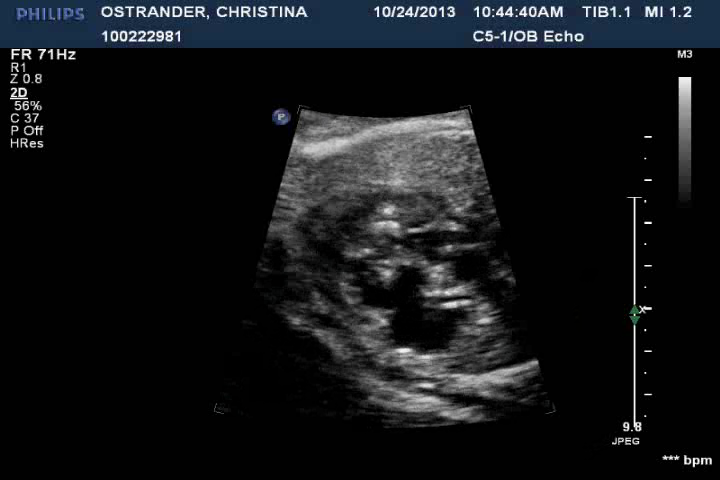 PHILIPS OSTRANDER, CHRISTINA 10/24/2013 10:44:40AM TIB1.1 MI 1.2
100222981 C5-1/OB Echo
FR 71Hz
R1
Z 0.8
2D
56%
C 37
P Off
HRes
M3
P
X
9.8
JPEG
*** bpm